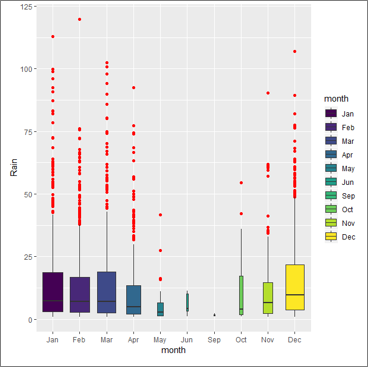 125
100
75
50
25
0
Rain
Jan Feb Mar Apr May Jun Sep Oct Nov Dec
month
month
Jan
Feb
Mar
Apr
May
Jun
Sep
Oct
Nov
Dec